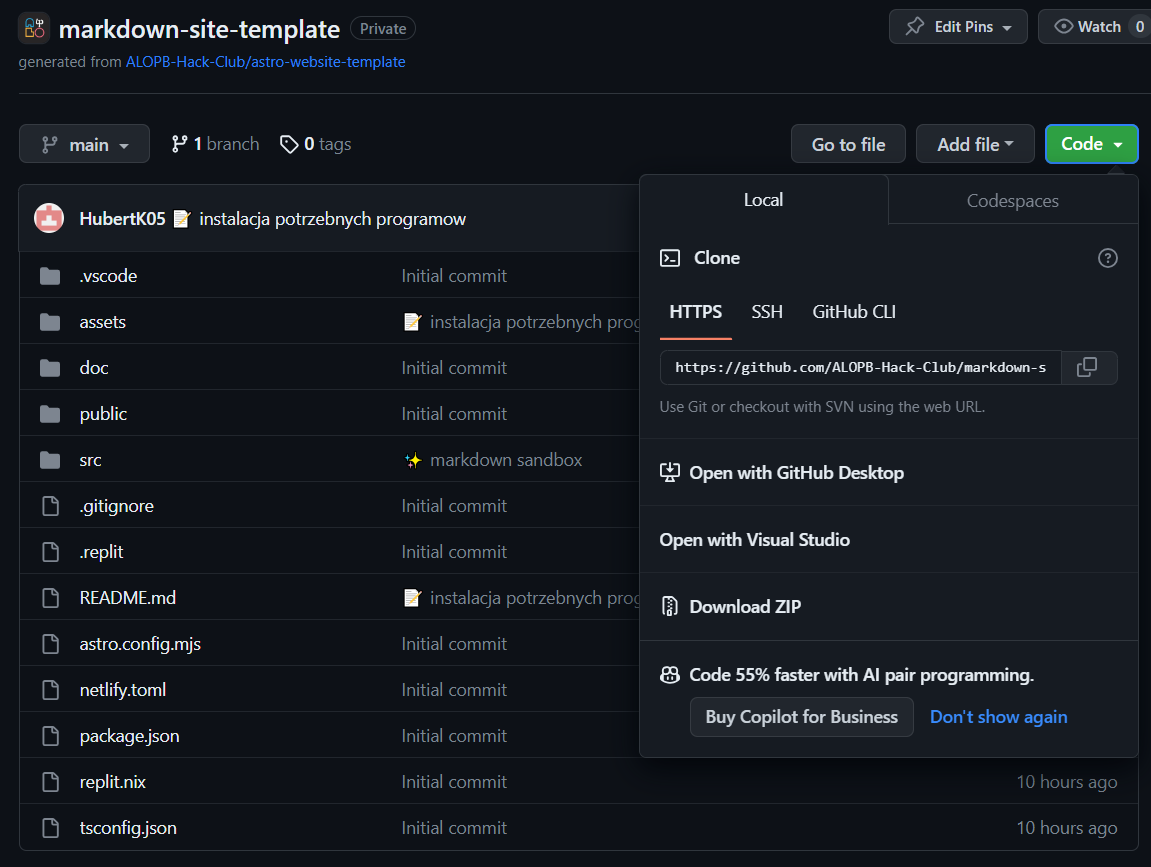 markdown-site-template Private Edit Pins Watch 0
generated from ALOPB-Hack-Club/astro-website-template
main 1 branch 0 tags Go to file Add file Code
HubertK05 📝 instalacja potrzebnych programow
.vscode Initial commit
assets 📝 instalacja potrzebnych
doc Initial commit
public Initial commit
src ✨ markdown sandbox
.gitignore Initial commit
.replit Initial commit
README.md 📝 instalacja potrzebnych
astro.config.mjs Initial commit
netlify.toml Initial commit
package.json Initial commit
replit.nix Initial commit 10 hours ago
tsconfig.json Initial commit 10 hours ago
Local Codespaces
Clone
HTTPS SSH GitHub CLI
https://github.com/ALOPB-Hack-Club/markdown-s
Use Git or checkout with SVN using the web URL.
Open with GitHub Desktop
Open with Visual Studio
Download ZIP
Code 55% faster with AI pair programming.
Buy Copilot for Business Don't show again